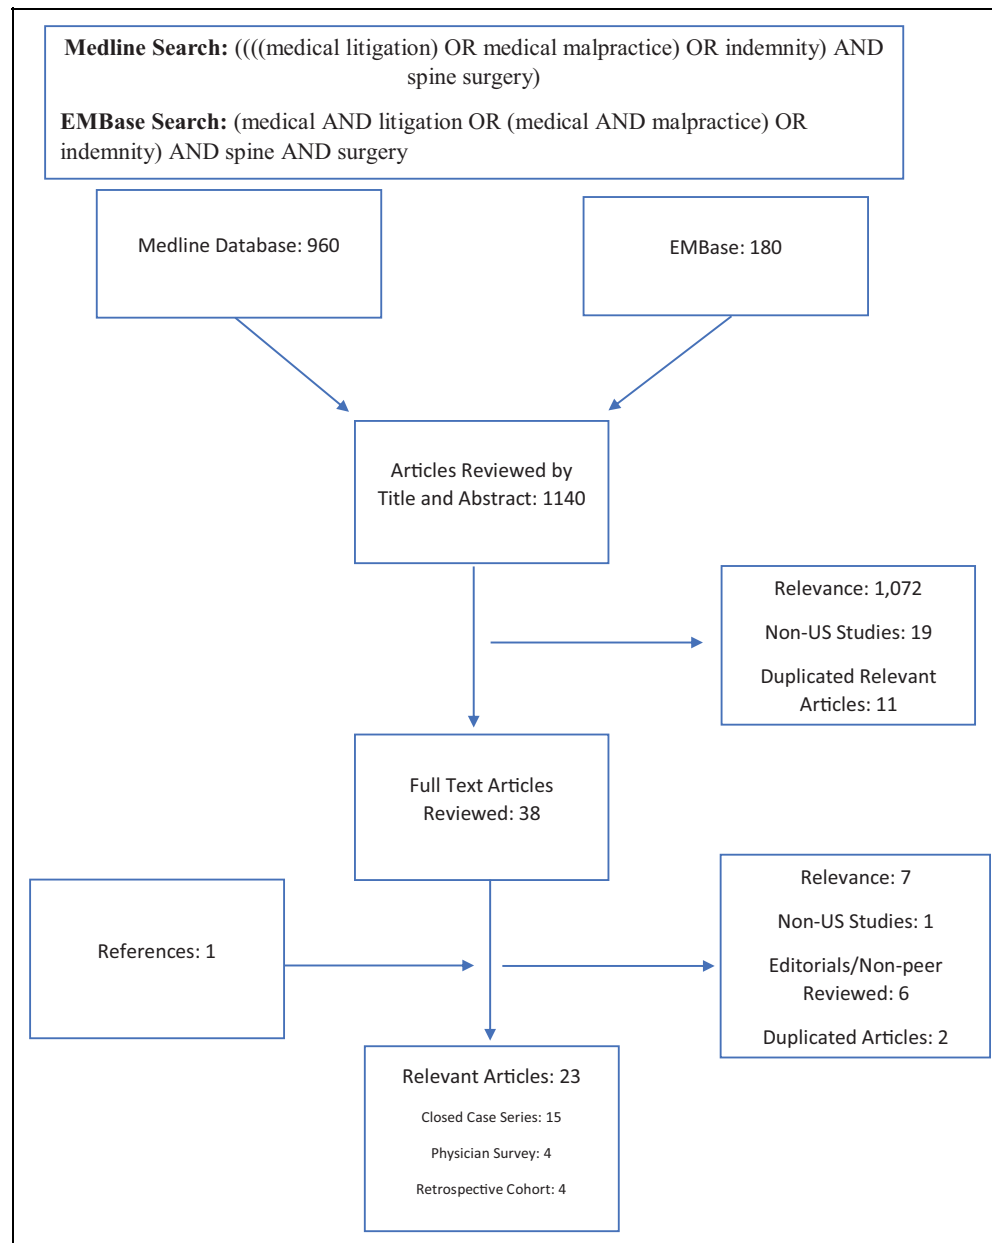 Medline Search: ((((medical litigation) OR medical malpractice) OR indemnity) AND
spine surgery)
EMBase Search: (medical AND litigation OR (medical AND malpractice) OR
indemnity) AND spine AND surgery
Medline Database: 960
EMBase: 180
Articles Reviewed by
Title and Abstract: 1140
Relevance: 1,072
Non-US Studies: 19
Duplicated Relevant
Articles: 11
Full Text Articles
Reviewed: 38
References: 1
Relevance: 7
Non-US Studies: 1
Editorials/Non-peer
Reviewed: 6
Duplicated Articles: 2
Relevant Articles: 23
Closed Case Series: 15
Physician Survey: 4
Retrospective Cohort: 4